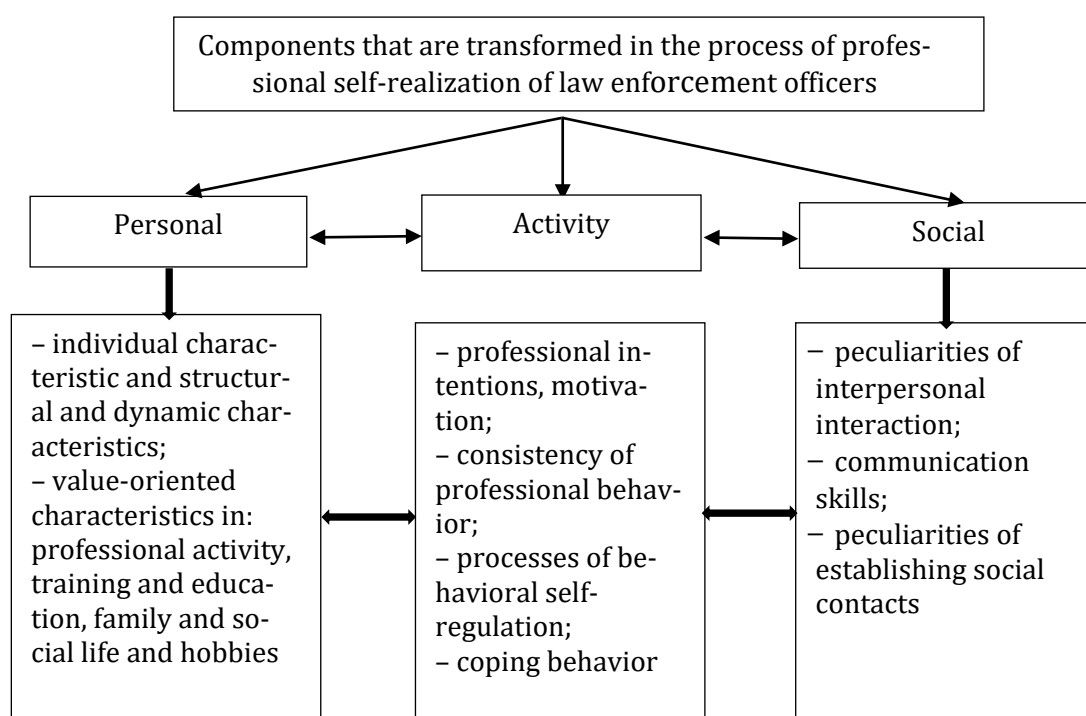 Components that are transformed in the process of profes-
sional self-realization of law enforcement officers
Personal
Activity
Social
– individual charac-
teristic and structur-
al and dynamic char-
acteristics;
– value-oriented
characteristics in:
professional activity,
training and educa-
tion, family and so-
cial life and hobbies
– professional in-
tentions, motiva-
tion;
– consistency of
professional behav-
ior;
– processes of be-
havioral self-
regulation;
– coping behavior
– peculiarities of
interpersonal
interaction;
– communication
skills;
– peculiarities of
establishing social
contacts